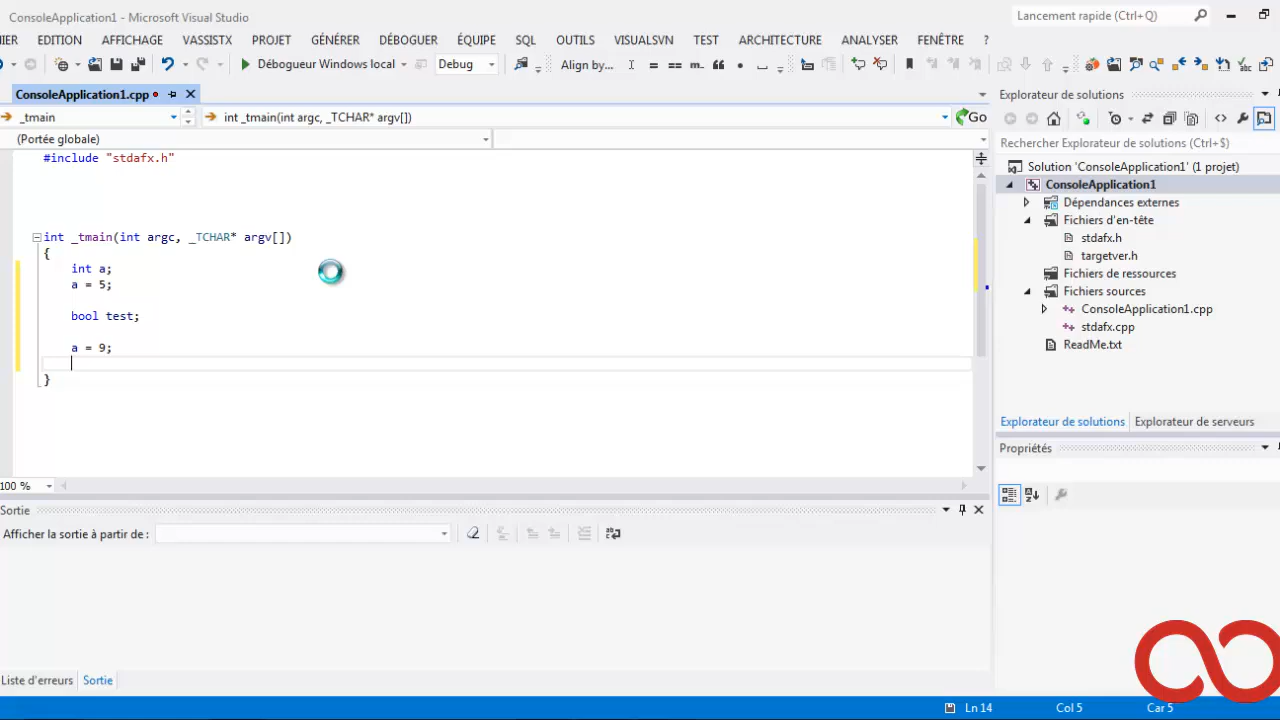 ConsoleApplication1 - Microsoft Visual Studio
Lancement rapide (Ctrl+Q)
IER EDITION AFFICHAGE VASSISTX PROJET GÉNÉRER DÉBOGUER ÉQUIPE SQL OUTILS VISUALSVN TEST ARCHITECTURE ANALYSER FENÊTRE ?
Débogueur Windows local Debug Align by... = == m. “ • abc
ConsoleApplication1.cpp
Explorateur de solutions
_tmain
int _tmain(int argc, _TCHAR* argv[])
Go
(Portée globale)
Rechercher Explorateur de solutions (Ctrl+$)
#include "stdafx.h"
Solution 'ConsoleApplication1' (1 projet)
ConsoleApplication1
Dépendances externes
Fichiers d'en-tête
int _tmain(int argc, _TCHAR* argv[])
stdafx.h
{
targetver.h
int a;
Fichiers de ressources
a = 5;
Fichiers sources
ConsoleApplication1.cpp
bool test;
stdafx.cpp
a = 9;
ReadMe.txt
}
Explorateur de solutions Explorateur de serveurs
Propriétés
100 %
Sortie
Afficher la sortie à partir de :
Liste d'erreurs Sortie
Ln 14 Col 5 Car 5